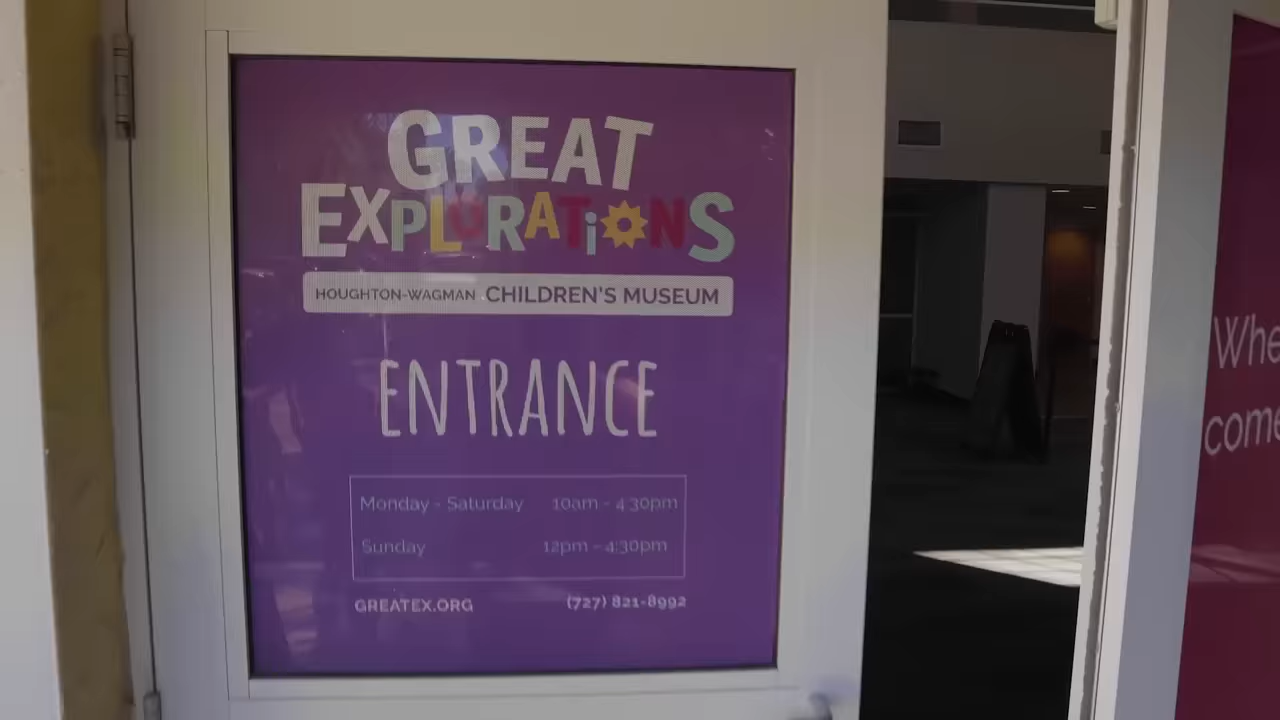 GREAT
EXPLORATiONS
HOUGHTON-WAGMAN CHILDREN'S MUSEUM
ENTRANCE
Monday - Saturday 10am - 4:30pm
Sunday 12pm - 4:30pm
GREATEX.ORG (727) 821-8992
Whe
come